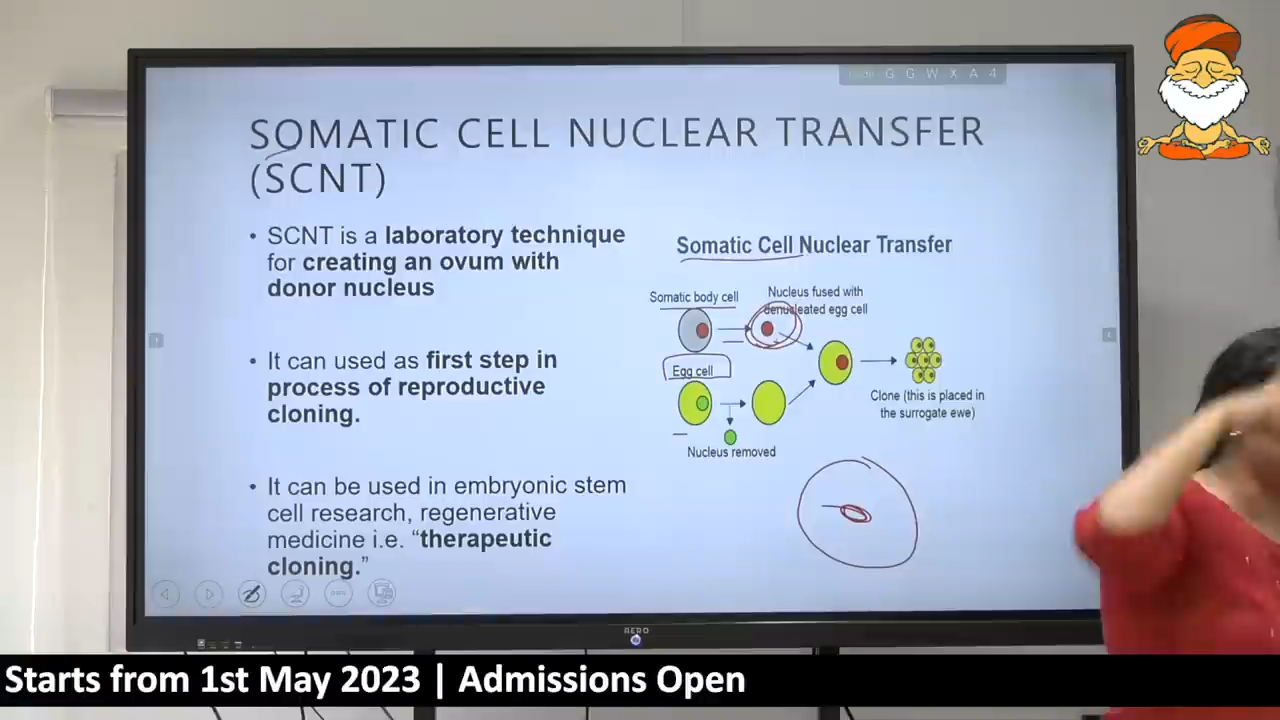 G G W X A 4
SOMATIC CELL NUCLEAR TRANSFER
(SCNT)
• SCNT is a laboratory technique
for creating an ovum with
donor nucleus
• It can used as first step in
process of reproductive
cloning.
• It can be used in embryonic stem
cell research, regenerative
medicine i.e. “therapeutic
cloning.”
Somatic Cell Nuclear Transfer
Somatic body cell
Nucleus fused with
denucleated egg cell
Egg cell
Nucleus removed
Clone (this is placed in
the surrogate ewe)
AERO
Starts from 1st May 2023 | Admissions Open